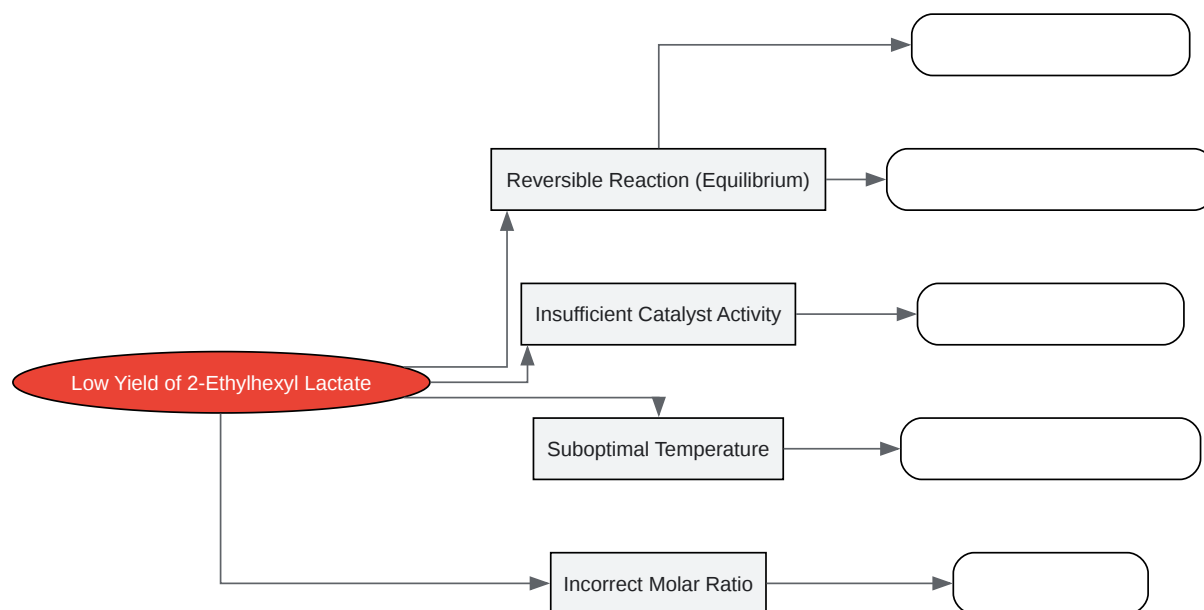 Reversible Reaction (Equilibrium)
Insufficient Catalyst Activity
Low Yield of 2-Ethylhexyl Lactate
Suboptimal Temperature
Incorrect Molar Ratio